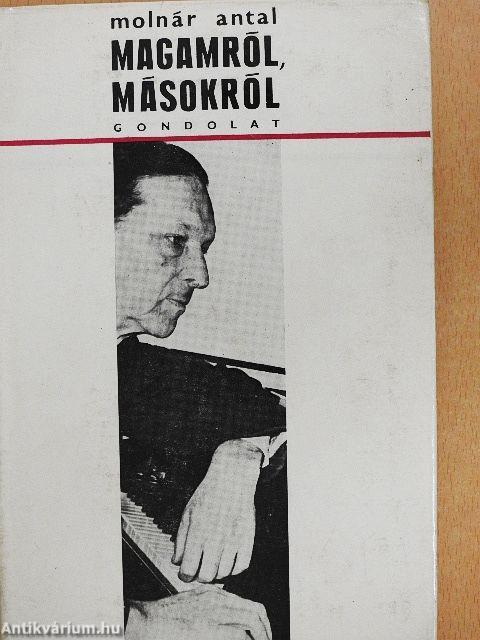 molnár antal
MAGAMRÓL,
MÁSOKRÓL
GONDOLAT
Antikvárium.hu